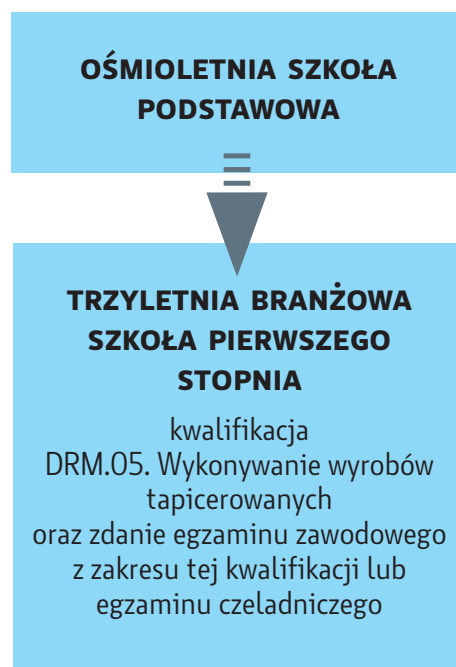 OŚMIOLETNIA SZKOŁA
PODSTAWOWA
TRZYLETNIA BRANŻOWA
SZKOŁA PIERWSZEGO
STOPNIA
kwalifikacja
DRM.05. Wykonywanie wyrobów
tapicerowanych
oraz zdanie egzaminu zawodowego
z zakresu tej kwalifikacji lub
egzaminu czeladniczego